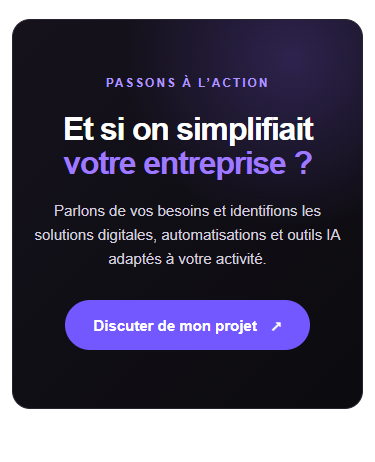 PASSONS À L'ACTION
Et si on simplifiait
votre entreprise ?
Parlons de vos besoins et identifions les
solutions digitales, automatisations et outils IA
adaptés à votre activité.
Discuter de mon projet ↗